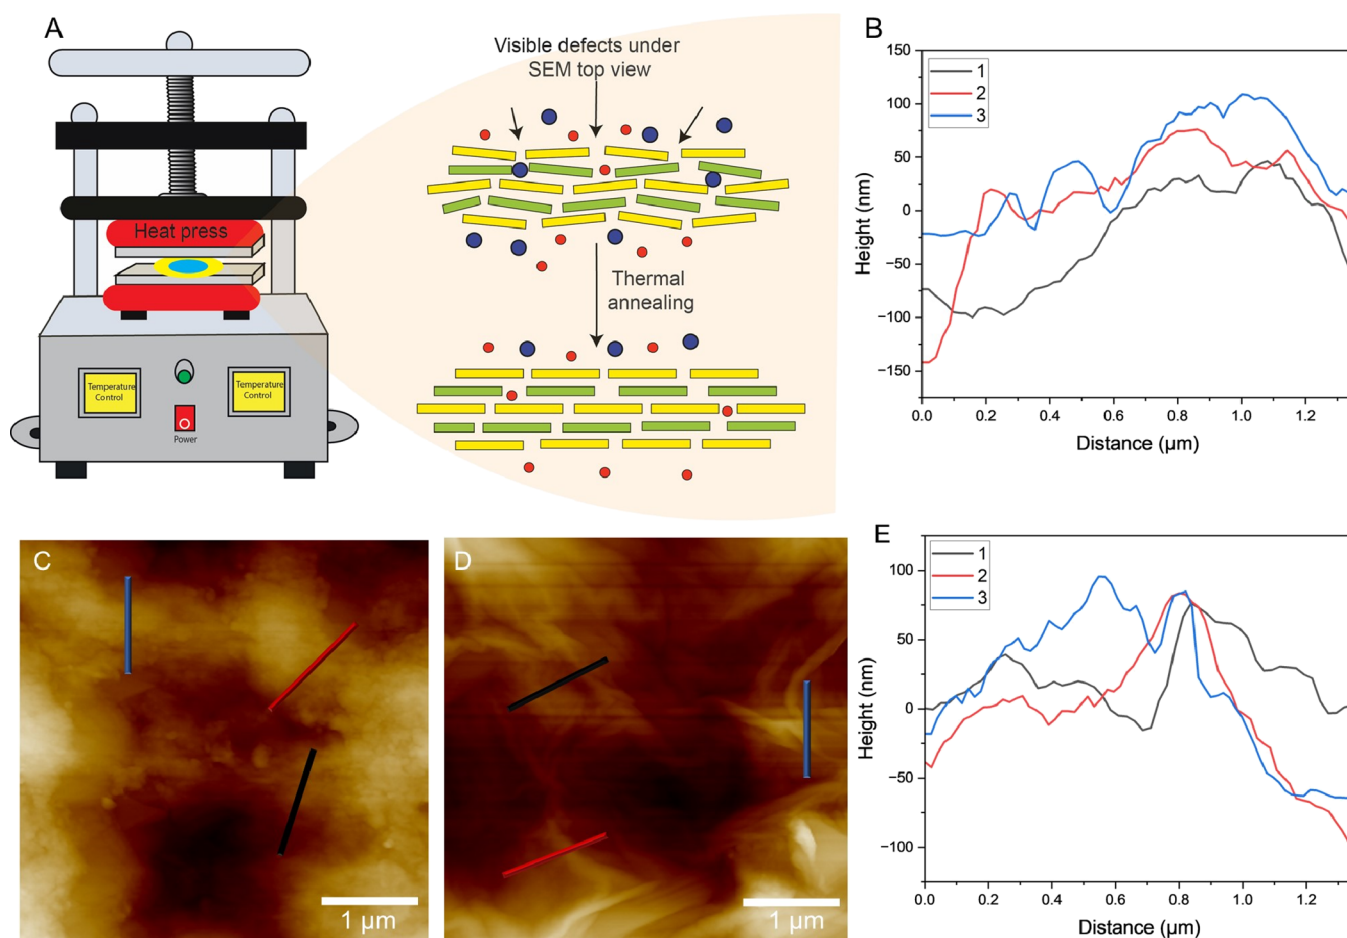 A
Visible defects under
SEM top view
Heat press
Thermal
annealing
Temperature
Control
Temperature
Control
Power
B
1
2
3
150
100
50
0
−50
−100
−150
Height (nm)
0.0 0.2 0.4 0.6 0.8 1.0 1.2
Distance (µm)
C
1 µm
D
1 µm
E
1
2
3
100
50
0
−50
−100
Height (nm)
0.0 0.2 0.4 0.6 0.8 1.0 1.2
Distance (µm)